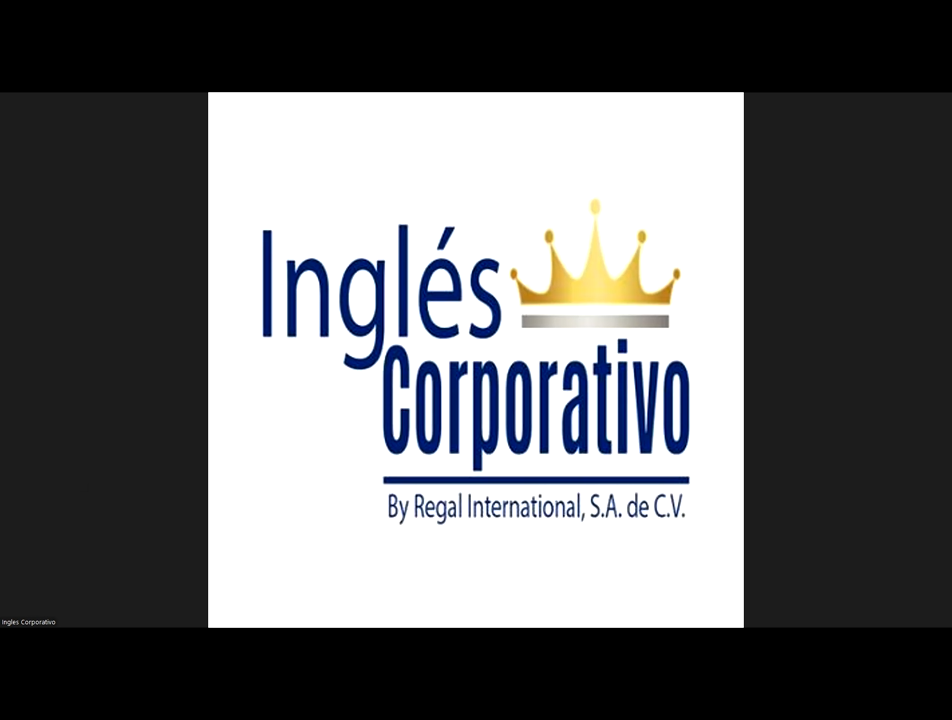 Inglés
Corporativo
By Regal International, S.A. de C.V.
Ingles Corporativo